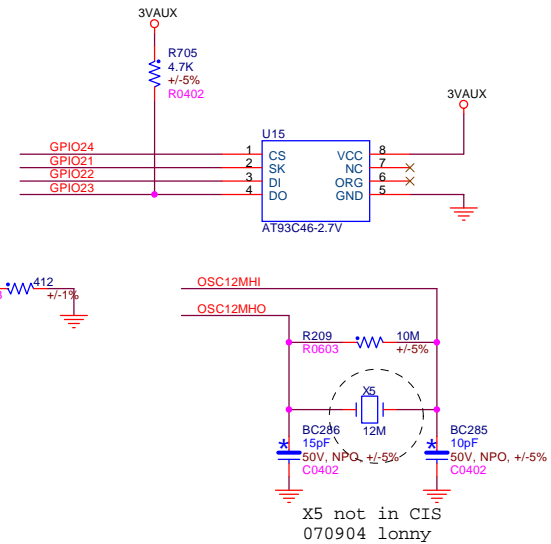 3VAUX
R705
4.7K
+/-5%
R0402
3VAUX
U15
GPIO24 1 CS VCC 8
GPIO21 2 SK NC 7
GPIO22 3 DI ORG 6
GPIO23 4 DO GND 5
AT93C46-2.7V
412
+/-1%
OSC12MHI
OSC12MHO
R209 10M
R0603 +/-5%
X5
12M
BC286
15pF
50V, NPO, +/-5%
C0402
BC285
10pF
50V, NPO, +/-5%
C0402
X5 not in CIS
070904 lonny